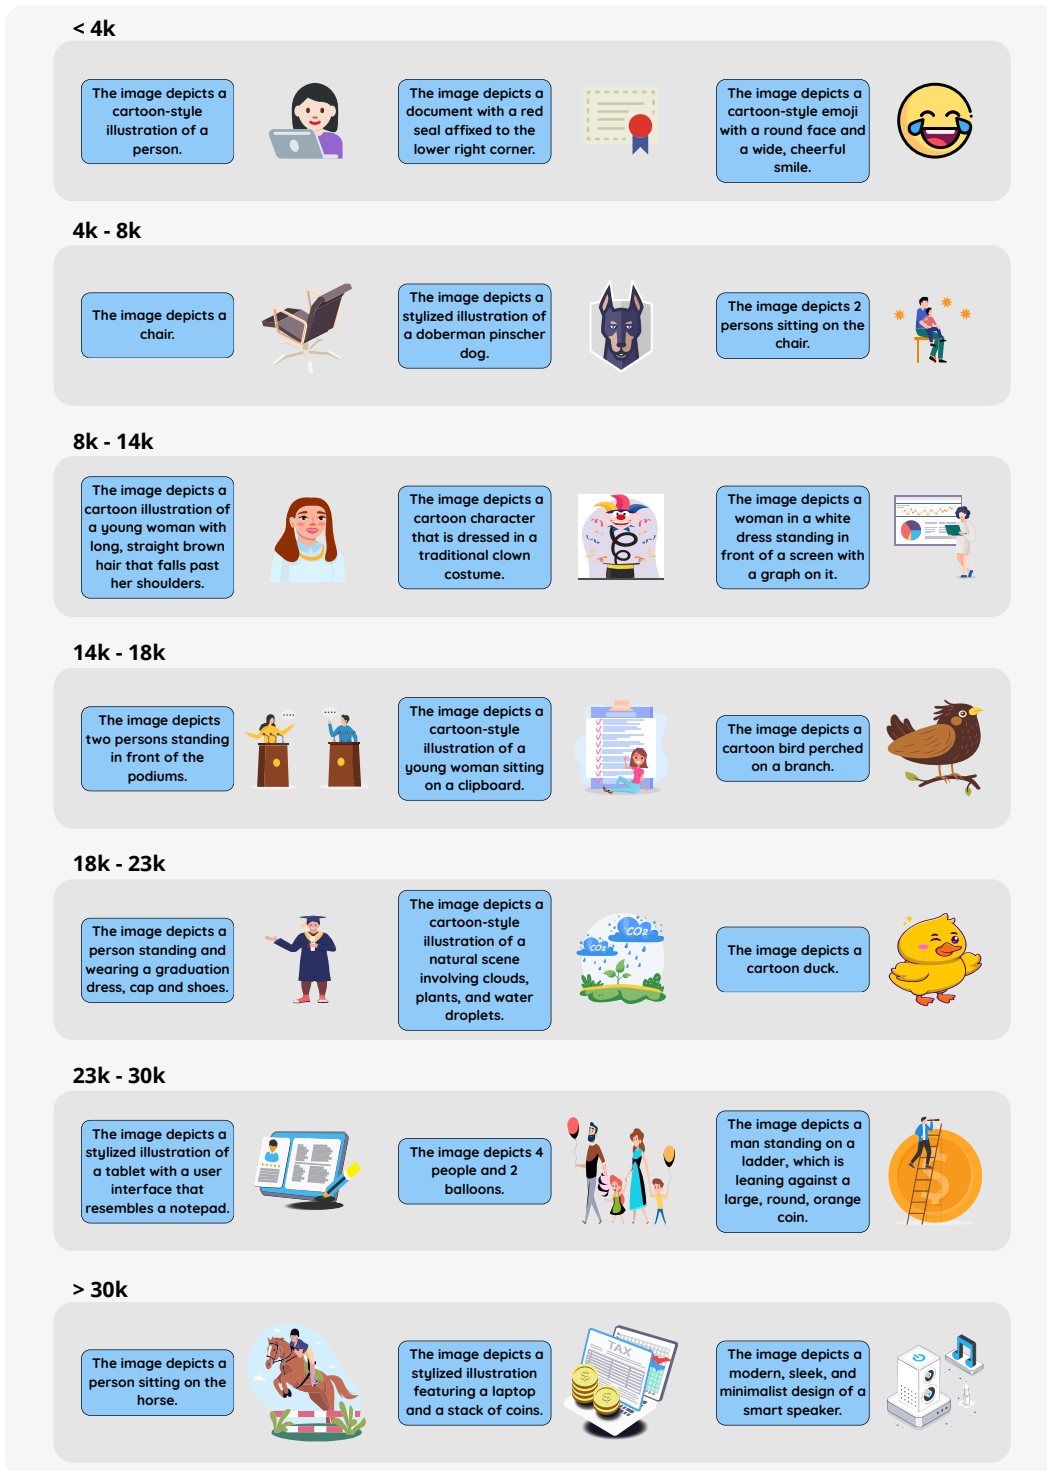 < 4k
The image depicts a
cartoon-style
illustration of a
person.
The image depicts a
document with a red
seal affixed to the
lower right corner.
The image depicts a
cartoon-style emoji
with a round face and
a wide, cheerful
smile.
4k - 8k
The image depicts a
chair.
The image depicts a
stylized illustration of
a doberman pinscher
dog.
The image depicts 2
persons sitting on the
chair.
8k - 14k
The image depicts a
cartoon illustration of
a young woman with
long, straight brown
hair that falls past
her shoulders.
The image depicts a
cartoon character
that is dressed in a
traditional clown
costume.
The image depicts a
woman in a white
dress standing in
front of a screen with
a graph on it.
14k - 18k
The image depicts
two persons standing
in front of the
podiums.
The image depicts a
cartoon-style
illustration of a
young woman sitting
on a clipboard.
The image depicts a
cartoon bird perched
on a branch.
18k - 23k
The image depicts a
person standing and
wearing a graduation
dress, cap and shoes.
The image depicts a
cartoon-style
illustration of a
natural scene
involving clouds,
plants, and water
droplets.
CO2
CO2
The image depicts a
cartoon duck.
23k - 30k
The image depicts a
stylized illustration of
a tablet with a user
interface that
resembles a notepad.
The image depicts 4
people and 2
balloons.
The image depicts a
man standing on a
ladder, which is
leaning against a
large, round, orange
coin.
$
> 30k
The image depicts a
person sitting on the
horse.
The image depicts a
stylized illustration
featuring a laptop
and a stack of coins.
TAX
$
$
The image depicts a
modern, sleek, and
minimalist design of a
smart speaker.